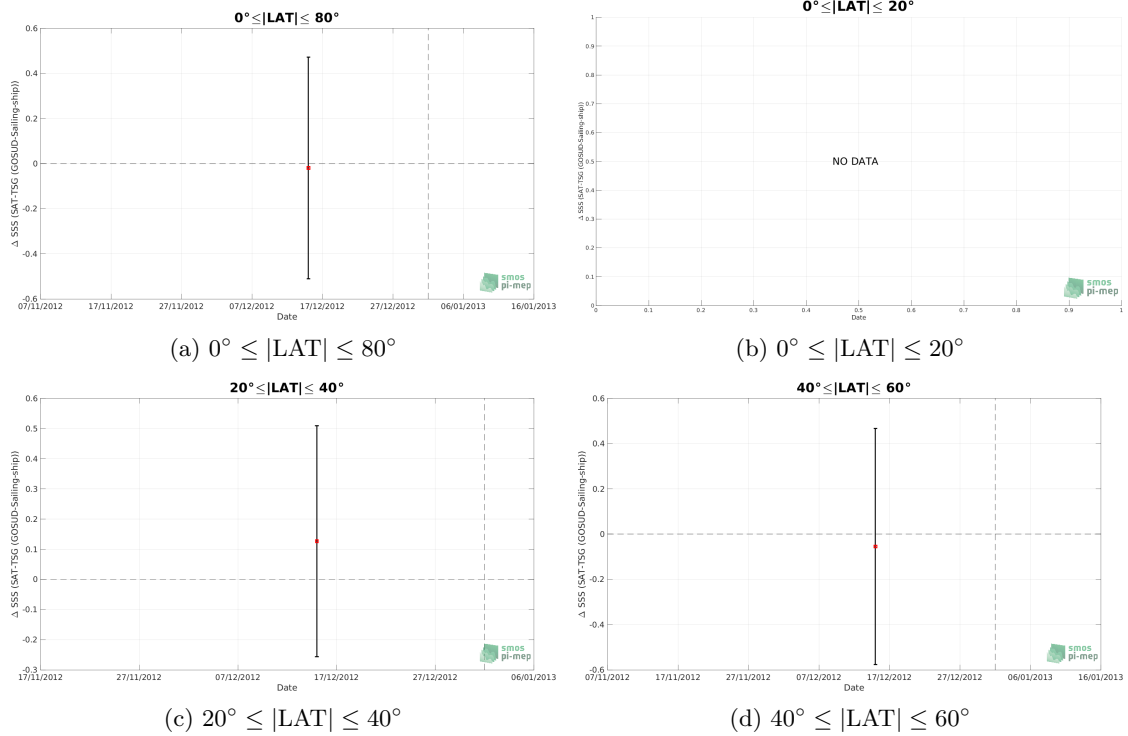 0°≤|LAT|≤ 80°
Δ SSS (SAT-TSG (GOSUD-Sailing-ship))
0.6
0.4
0.2
0
-0.2
-0.4
-0.6
07/11/2012 17/11/2012 27/11/2012 07/12/2012 17/12/2012 27/12/2012 06/01/2013 16/01/2013
Date
smos
pi-mep
(a) 0° ≤ |LAT| ≤ 80°
0°≤|LAT|≤ 20°
Δ SSS (SAT-TSG (GOSUD-Sailing-ship))
1
0.9
0.8
0.7
0.6
0.5
0.4
0.3
0.2
0.1
0
NO DATA
0 0.1 0.2 0.3 0.4 0.5 0.6 0.7 0.8 0.9 1
Date
smos
pi-mep
(b) 0° ≤ |LAT| ≤ 20°
20°≤|LAT|≤ 40°
Δ SSS (SAT-TSG (GOSUD-Sailing-ship))
0.6
0.5
0.4
0.3
0.2
0.1
0
-0.1
-0.2
-0.3
17/11/2012 27/11/2012 07/12/2012 17/12/2012 27/12/2012 06/01/2013
Date
smos
pi-mep
(c) 20° ≤ |LAT| ≤ 40°
40°≤|LAT|≤ 60°
Δ SSS (SAT-TSG (GOSUD-Sailing-ship))
0.6
0.4
0.2
0
-0.2
-0.4
-0.6
07/11/2012 17/11/2012 27/11/2012 07/12/2012 17/12/2012 27/12/2012 06/01/2013 16/01/2013
Date
smos
pi-mep
(d) 40° ≤ |LAT| ≤ 60°